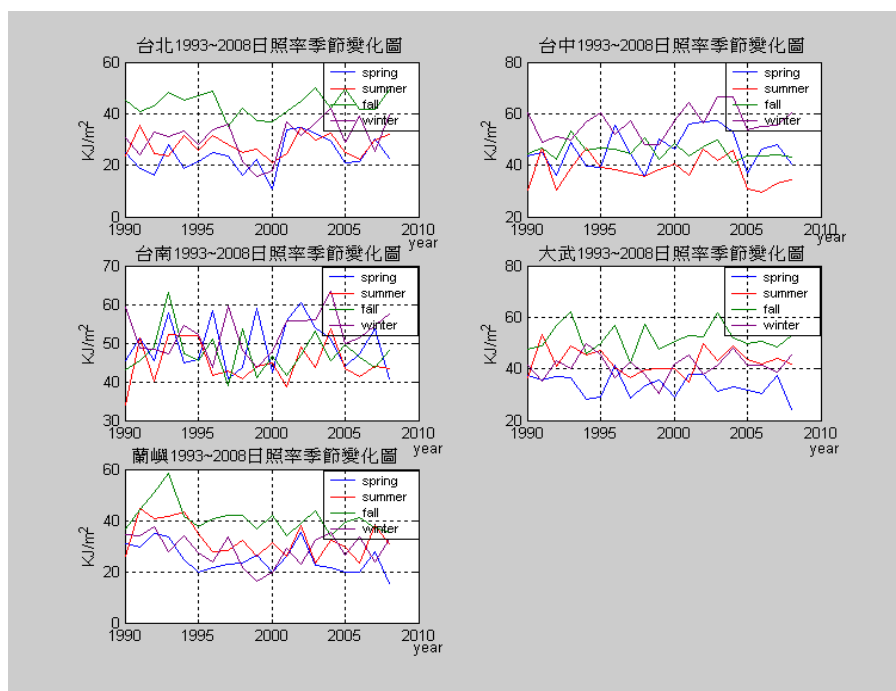 台北1993~2008日照率季節變化圖
60
40
20
0
KJ/m²
1990
1995
2000
2005
2010
year
spring
summer
fall
winter
台中1993~2008日照率季節變化圖
80
60
40
20
KJ/m²
1990
1995
2000
2005
2010
year
spring
summer
fall
winter
台南1993~2008日照率季節變化圖
70
60
50
40
30
KJ/m²
1990
1995
2000
2005
2010
year
spring
summer
fall
winter
大武1993~2008日照率季節變化圖
80
60
40
20
KJ/m²
1990
1995
2000
2005
2010
year
spring
summer
fall
winter
蘭嶼1993~2008日照率季節變化圖
60
40
20
0
KJ/m²
1990
1995
2000
2005
2010
year
spring
summer
fall
winter